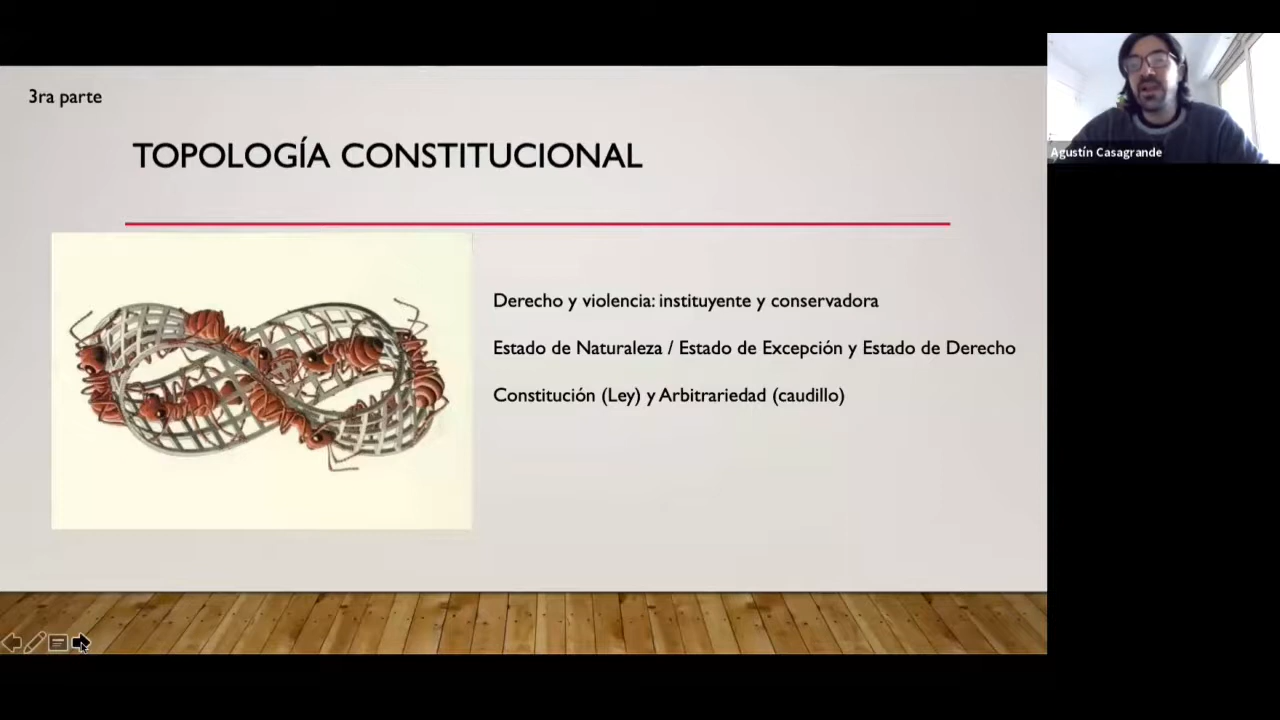 3ra parte
TOPOLOGÍA CONSTITUCIONAL
Derecho y violencia: instituyente y conservadora
Estado de Naturaleza / Estado de Excepción y Estado de Derecho
Constitución (Ley) y Arbitrariedad (caudillo)
Agustín Casagrande